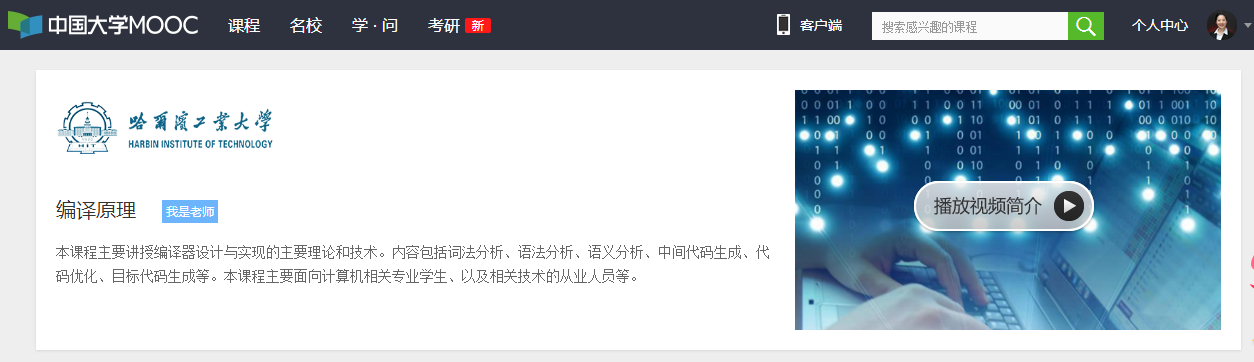 中国大学MOOC 课程 名校 学·问 考研 新 客户端 搜索感兴趣的课程 个人中心
哈尔滨工业大学
HARBIN INSTITUTE OF TECHNOLOGY
HIT
编译原理 我是老师
本课程主要讲授编译器设计与实现的主要理论和技术。内容包括词法分析、语法分析、语义分析、中间代码生成、代
码优化、目标代码生成等。本课程主要面向计算机相关专业学生、以及相关技术的从业人员等。
播放视频简介